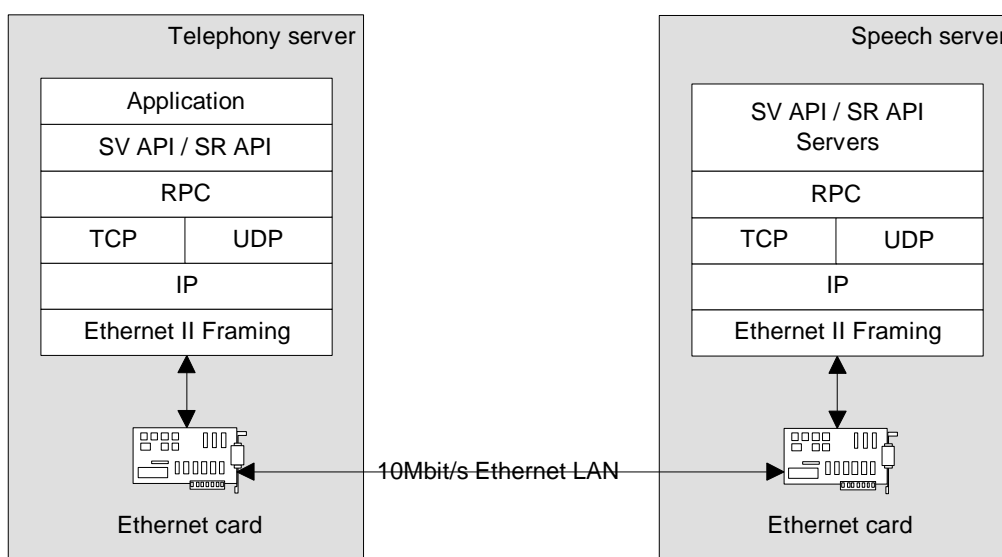 Telephony server
Application
SV API / SR API
RPC
TCP UDP
IP
Ethernet II Framing
Ethernet card
10Mbit/s Ethernet LAN
Speech server
SV API / SR API
Servers
RPC
TCP UDP
IP
Ethernet II Framing
Ethernet card